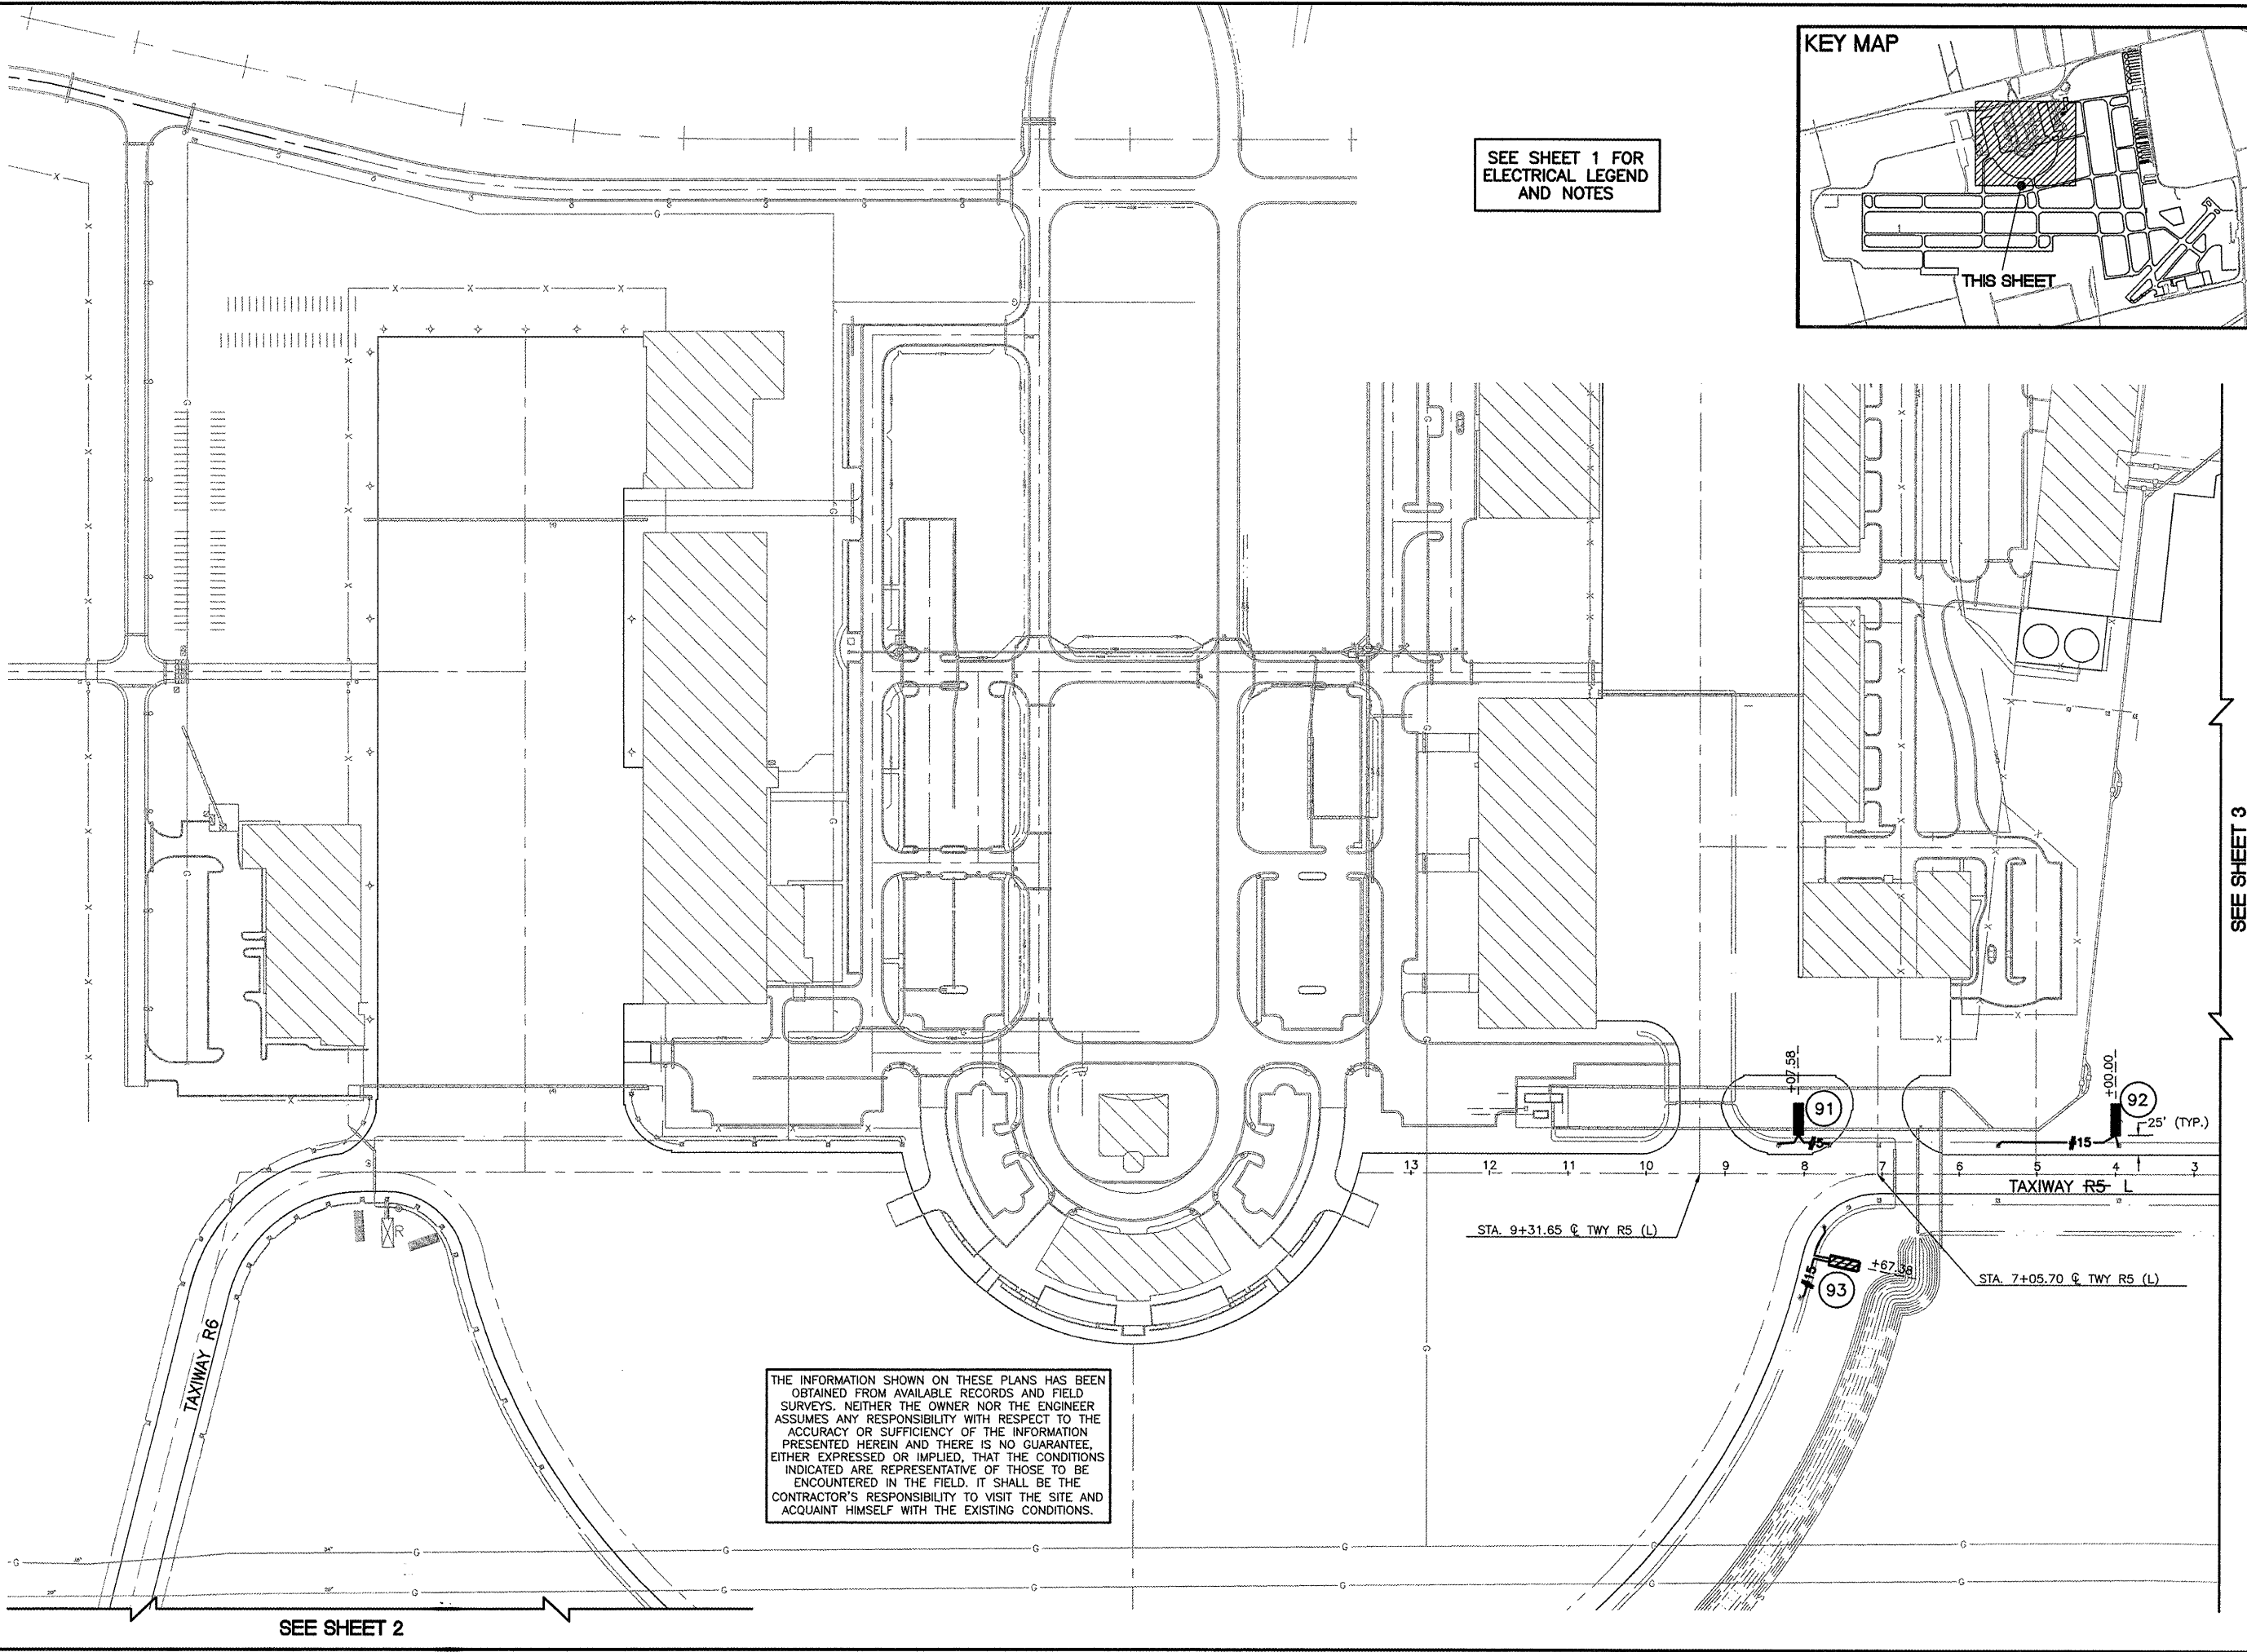 KEY MAP
THIS SHEET
SEE SHEET 1 FOR
ELECTRICAL LEGEND
AND NOTES
SEE SHEET 3
+07.58
91
+00.00
92
25' (TYP.)
#5
#15
13 12 11 10 9 8 7 6 5 4 3
TAXIWAY R5 L
STA. 9+31.65 ℄ TWY R5 (L)
STA. 7+05.70 ℄ TWY R5 (L)
+67.38
#15
93
R
TAXIWAY R6
THE INFORMATION SHOWN ON THESE PLANS HAS BEEN
OBTAINED FROM AVAILABLE RECORDS AND FIELD
SURVEYS. NEITHER THE OWNER NOR THE ENGINEER
ASSUMES ANY RESPONSIBILITY WITH RESPECT TO THE
ACCURACY OR SUFFICIENCY OF THE INFORMATION
PRESENTED HEREIN AND THERE IS NO GUARANTEE,
EITHER EXPRESSED OR IMPLIED, THAT THE CONDITIONS
INDICATED ARE REPRESENTATIVE OF THOSE TO BE
ENCOUNTERED IN THE FIELD. IT SHALL BE THE
CONTRACTOR'S RESPONSIBILITY TO VISIT THE SITE AND
ACQUAINT HIMSELF WITH THE EXISTING CONDITIONS.
G G G G G G
G G G G G G
SEE SHEET 2